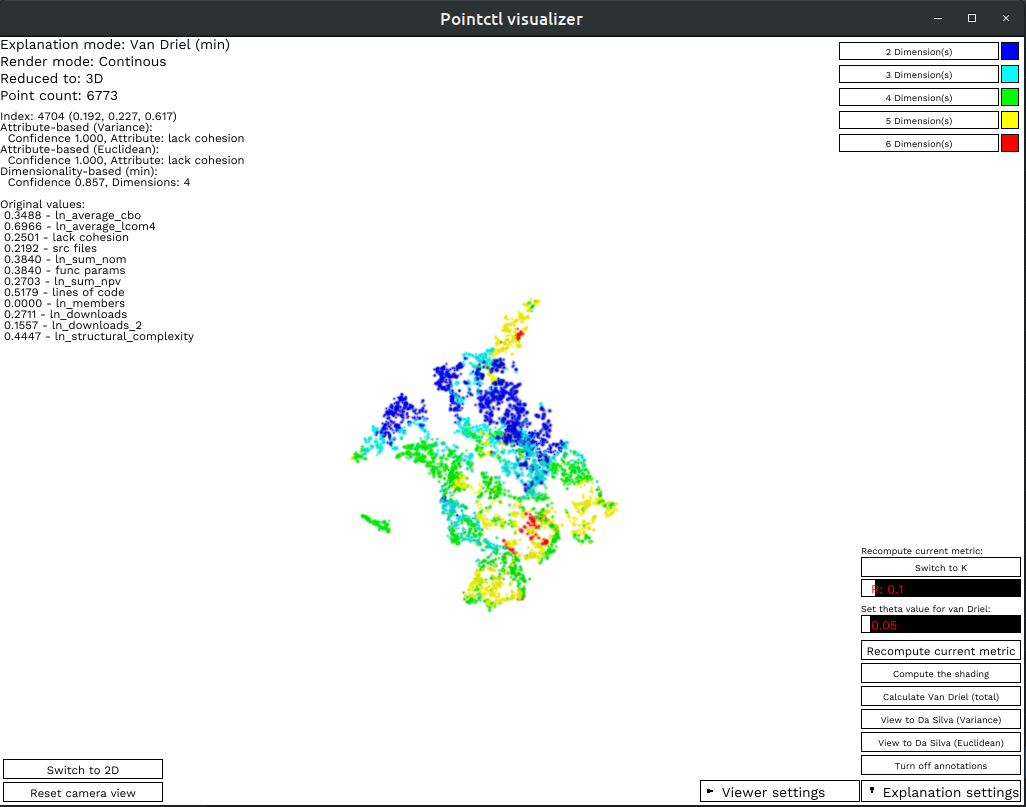 Pointctl visualizer
Explanation mode: Van Driel (min)
Render mode: Continous
Reduced to: 3D
Point count: 6773
Index: 4704 (0.192, 0.227, 0.617)
Attribute-based (Variance):
Confidence 1.000, Attribute: lack cohesion
Attribute-based (Euclidean):
Confidence 1.000, Attribute: lack cohesion
Dimensionality-based (min):
Confidence 0.857, Dimensions: 4
Original values:
0.3488 - ln_average_cbo
0.6966 - ln_average_lcom4
0.2501 - lack cohesion
0.2192 - src files
0.3840 - ln_sum_nom
0.3840 - func params
0.2703 - ln_sum_npv
0.5179 - lines of code
0.0000 - ln_members
0.2711 - ln_downloads
0.1557 - ln_downloads_2
0.4447 - ln_structural_complexity
2 Dimension(s)
3 Dimension(s)
4 Dimension(s)
5 Dimension(s)
6 Dimension(s)
Recompute current metric:
Switch to K
R: 0.1
Set theta value for van Driel:
0.05
Recompute current metric
Compute the shading
Calculate Van Driel (total)
View to Da Silva (Variance)
View to Da Silva (Euclidean)
Turn off annotations
Switch to 2D
Reset camera view
Viewer settings
Explanation settings